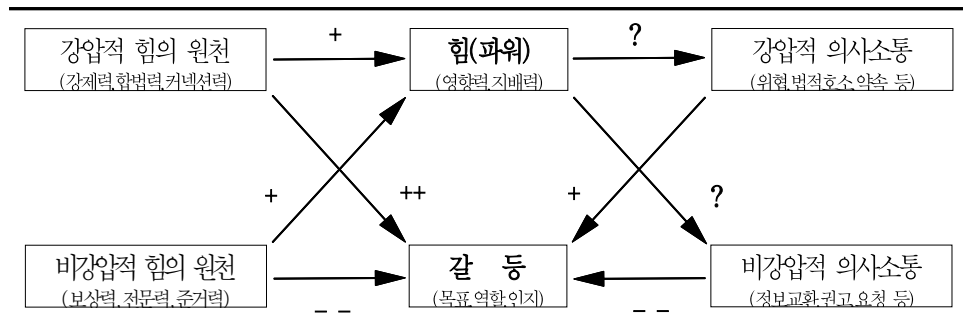 +
?
강압적 힘의 원천
힘(파워)
강압적 의사소통
(강제력,합법력,커넥션력)
(영향력,지배력)
(위협,법적호소,약속 등)
+
++
+
?
비강압적 힘의 원천
갈 등
비강압적 의사소통
(보상력,전문력,준거력)
(목표,역할,인지)
(정보교환,권고,요청 등)
– –
– –